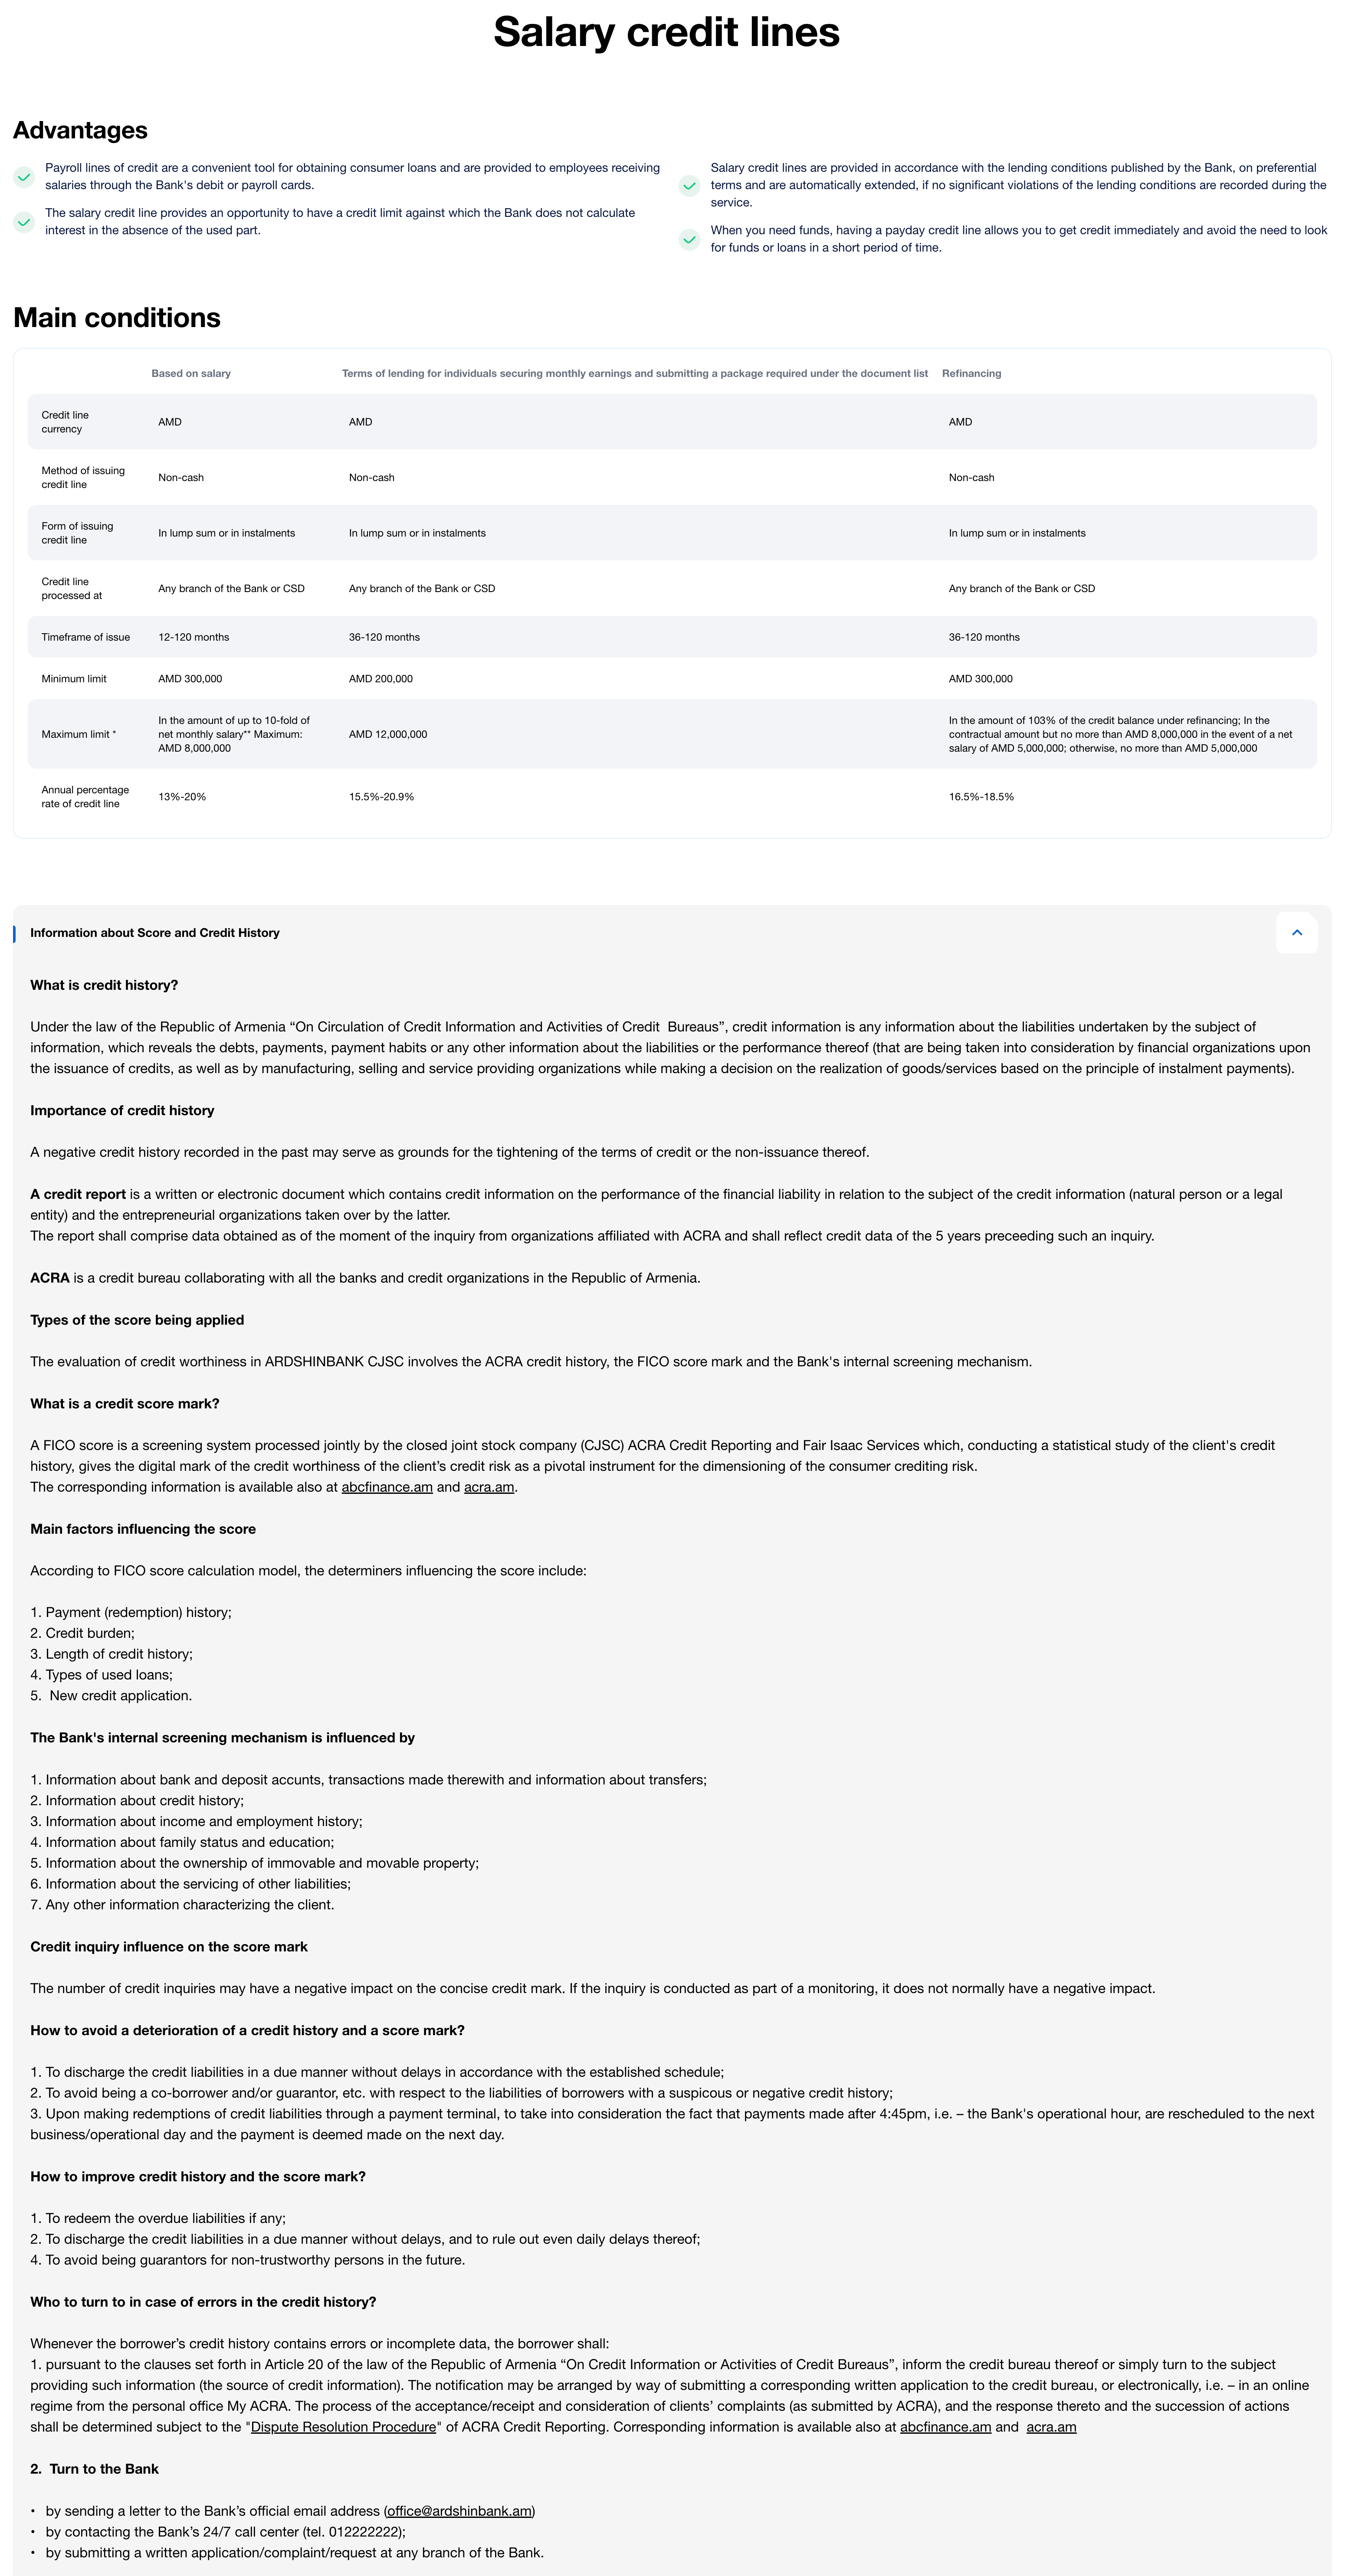 Salary credit lines
Advantages
Payroll lines of credit are a convenient tool for obtaining consumer loans and are provided to employees receiving
salaries through the Bank's debit or payroll cards.
The salary credit line provides an opportunity to have a credit limit against which the Bank does not calculate
interest in the absence of the used part.
Salary credit lines are provided in accordance with the lending conditions published by the Bank, on preferential
terms and are automatically extended, if no significant violations of the lending conditions are recorded during the
service.
When you need funds, having a payday credit line allows you to get credit immediately and avoid the need to look
for funds or loans in a short period of time.
Main conditions
Based on salary Terms of lending for individuals securing monthly earnings and submitting a package required under the document list Refinancing
Credit line
currency
AMD AMD AMD
Method of issuing
credit line
Non-cash Non-cash Non-cash
Form of issuing
credit line
In lump sum or in instalments In lump sum or in instalments In lump sum or in instalments
Credit line
processed at
Any branch of the Bank or CSD Any branch of the Bank or CSD Any branch of the Bank or CSD
Timeframe of issue 12-120 months 36-120 months 36-120 months
Minimum limit AMD 300,000 AMD 200,000 AMD 300,000
Maximum limit *
In the amount of up to 10-fold of
net monthly salary** Maximum:
AMD 8,000,000
AMD 12,000,000
In the amount of 103% of the credit balance under refinancing; In the
contractual amount but no more than AMD 8,000,000 in the event of a net
salary of AMD 5,000,000; otherwise, no more than AMD 5,000,000
Annual percentage
rate of credit line
13%-20% 15.5%-20.9% 16.5%-18.5%
Information about Score and Credit History
What is credit history?
Under the law of the Republic of Armenia “On Circulation of Credit Information and Activities of Credit  Bureaus”, credit information is any information about the liabilities undertaken by the subject of
information, which reveals the debts, payments, payment habits or any other information about the liabilities or the performance thereof (that are being taken into consideration by financial organizations upon
the issuance of credits, as well as by manufacturing, selling and service providing organizations while making a decision on the realization of goods/services based on the principle of instalment payments).
Importance of credit history
A negative credit history recorded in the past may serve as grounds for the tightening of the terms of credit or the non-issuance thereof.
A credit report is a written or electronic document which contains credit information on the performance of the financial liability in relation to the subject of the credit information (natural person or a legal
entity) and the entrepreneurial organizations taken over by the latter.
The report shall comprise data obtained as of the moment of the inquiry from organizations affiliated with ACRA and shall reflect credit data of the 5 years preceeding such an inquiry.
ACRA is a credit bureau collaborating with all the banks and credit organizations in the Republic of Armenia.
Types of the score being applied
The evaluation of credit worthiness in ARDSHINBANK CJSC involves the ACRA credit history, the FICO score mark and the Bank's internal screening mechanism.
What is a credit score mark?
A FICO score is a screening system processed jointly by the closed joint stock company (CJSC) ACRA Credit Reporting and Fair Isaac Services which, conducting a statistical study of the client's credit
history, gives the digital mark of the credit worthiness of the client’s credit risk as a pivotal instrument for the dimensioning of the consumer crediting risk.
The corresponding information is available also at abcfinance.am and acra.am.
Main factors influencing the score
According to FICO score calculation model, the determiners influencing the score include:
1. Payment (redemption) history;
2. Credit burden;
3. Length of credit history;
4. Types of used loans;
5.  New credit application.
The Bank's internal screening mechanism is influenced by
1. Information about bank and deposit accunts, transactions made therewith and information about transfers;
2. Information about credit history;
3. Information about income and employment history;
4. Information about family status and education;
5. Information about the ownership of immovable and movable property;
6. Information about the servicing of other liabilities;
7. Any other information characterizing the client.
Credit inquiry influence on the score mark
The number of credit inquiries may have a negative impact on the concise credit mark. If the inquiry is conducted as part of a monitoring, it does not normally have a negative impact.
How to avoid a deterioration of a credit history and a score mark?
1. To discharge the credit liabilities in a due manner without delays in accordance with the established schedule;
2. To avoid being a co-borrower and/or guarantor, etc. with respect to the liabilities of borrowers with a suspicious or negative credit history;
3. Upon making redemptions of credit liabilities through a payment terminal, to take into consideration the fact that payments made after 4:45pm, i.e. – the Bank's operational hour, are rescheduled to the next
business/operational day and the payment is deemed made on the next day.
How to improve credit history and the score mark?
1. To redeem the overdue liabilities if any;
2. To discharge the credit liabilities in a due manner without delays, and to rule out even daily delays thereof;
4. To avoid being guarantors for non-trustworthy persons in the future.
Who to turn to in case of errors in the credit history?
Whenever the borrower’s credit history contains errors or incomplete data, the borrower shall:
1. pursuant to the clauses set forth in Article 20 of the law of the Republic of Armenia “On Credit Information or Activities of Credit Bureaus”, inform the credit bureau thereof or simply turn to the subject
providing such information (the source of credit information). The notification may be arranged by way of submitting a corresponding written application to the credit bureau, or electronically, i.e. – in an online
regime from the personal office My ACRA. The process of the acceptance/receipt and consideration of clients’ complaints (as submitted by ACRA), and the response thereto and the succession of actions
shall be determined subject to the "Dispute Resolution Procedure" of ACRA Credit Reporting. Corresponding information is available also at abcfinance.am and  acra.am
2.  Turn to the Bank
• by sending a letter to the Bank’s official email address (office@ardshinbank.am)
• by contacting the Bank’s 24/7 call center (tel. 012222222);
• by submitting a written application/complaint/request at any branch of the Bank.